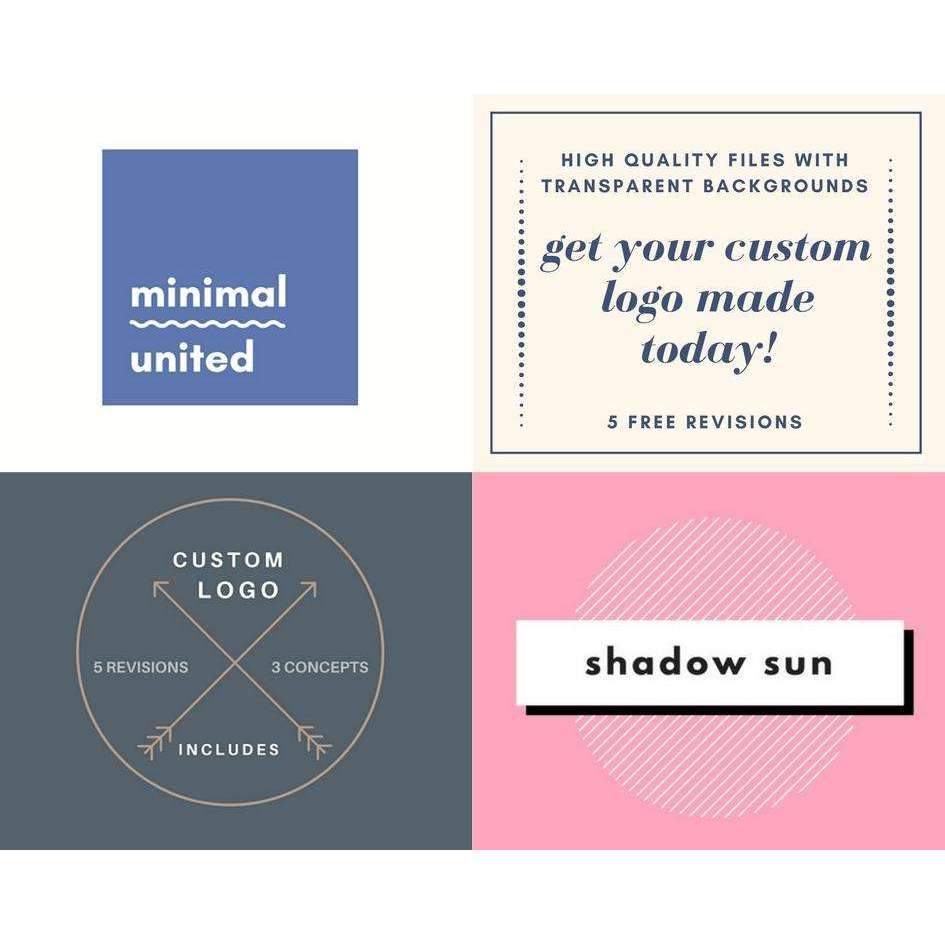 minimal
united
HIGH QUALITY FILES WITH
TRANSPARENT BACKGROUNDS
get your custom
logo made
today!
5 FREE REVISIONS
CUSTOM
LOGO
5 REVISIONS
3 CONCEPTS
INCLUDES
shadow sun